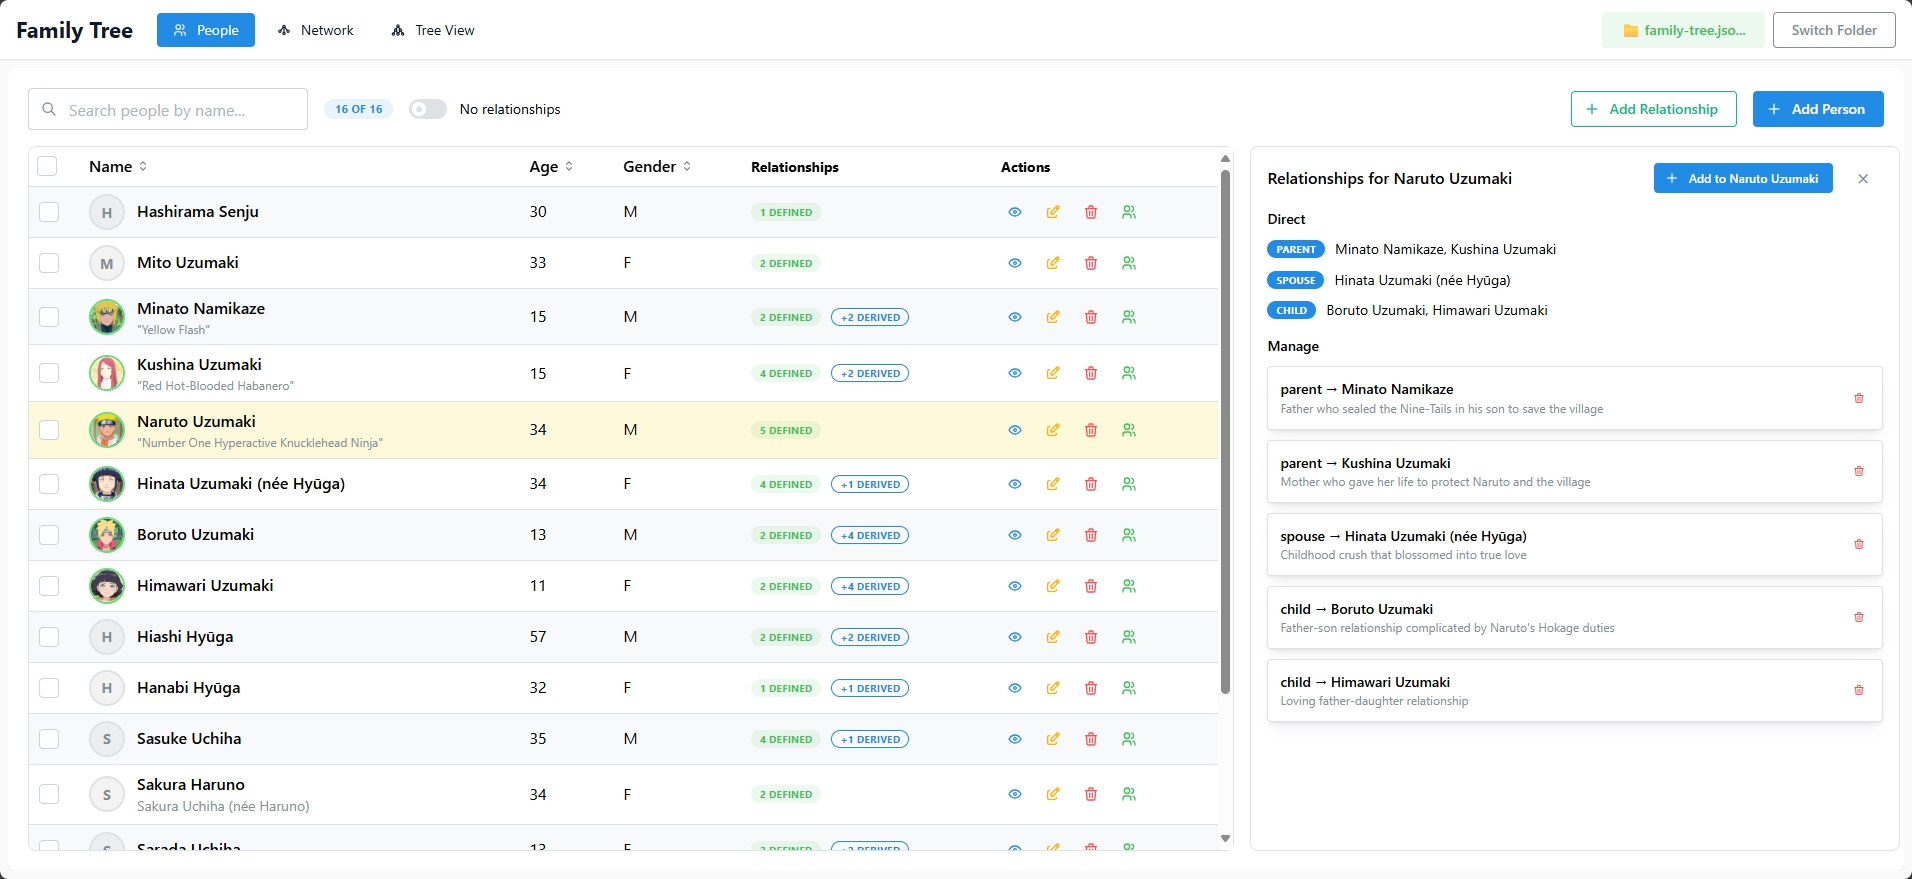 Family Tree
People
Network
Tree View
family-tree.jso...
Switch Folder
Search people by name...
16 OF 16
No relationships
Add Relationship
Add Person
Name
Age
Gender
Relationships
Actions
H Hashirama Senju 30 M 1 DEFINED
M Mito Uzumaki 33 F 2 DEFINED
Minato Namikaze 15 M 2 DEFINED +2 DERIVED
"Yellow Flash"
Kushina Uzumaki 15 F 4 DEFINED +2 DERIVED
"Red Hot-Blooded Habanero"
Naruto Uzumaki 34 M 5 DEFINED
"Number One Hyperactive Knucklehead Ninja"
Hinata Uzumaki (née Hyūga) 34 F 4 DEFINED +1 DERIVED
Boruto Uzumaki 13 M 2 DEFINED +4 DERIVED
Himawari Uzumaki 11 F 2 DEFINED +4 DERIVED
H Hiashi Hyūga 57 M 2 DEFINED +2 DERIVED
H Hanabi Hyūga 32 F 1 DEFINED +1 DERIVED
S Sasuke Uchiha 35 M 4 DEFINED +1 DERIVED
S Sakura Haruno 34 F 2 DEFINED
Sakura Uchiha (née Haruno)
S Sarada Uchiha 13 F 2 DEFINED +3 DERIVED
Relationships for Naruto Uzumaki
Add to Naruto Uzumaki
Direct
PARENT Minato Namikaze, Kushina Uzumaki
SPOUSE Hinata Uzumaki (née Hyūga)
CHILD Boruto Uzumaki, Himawari Uzumaki
Manage
parent → Minato Namikaze
Father who sealed the Nine-Tails in his son to save the village
parent → Kushina Uzumaki
Mother who gave her life to protect Naruto and the village
spouse → Hinata Uzumaki (née Hyūga)
Childhood crush that blossomed into true love
child → Boruto Uzumaki
Father-son relationship complicated by Naruto's Hokage duties
child → Himawari Uzumaki
Loving father-daughter relationship